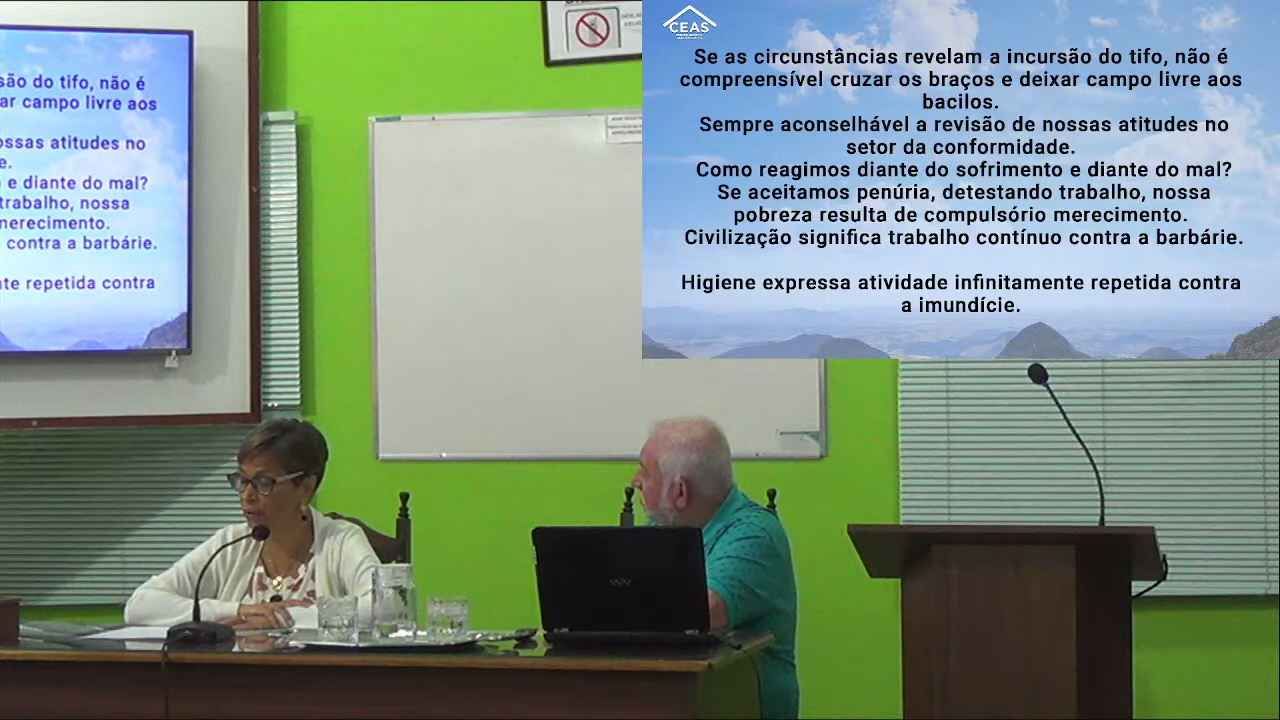 são do tifo, não é
ar campo livre aos
ossas atitudes no
e.
e diante do mal?
trabalho, nossa
merecimento.
contra a barbárie.
nte repetida contra
CEAS
Se as circunstâncias revelam a incursão do tifo, não é
compreensível cruzar os braços e deixar campo livre aos
bacilos.
Sempre aconselhável a revisão de nossas atitudes no
setor da conformidade.
Como reagimos diante do sofrimento e diante do mal?
Se aceitamos penúria, detestando trabalho, nossa
pobreza resulta de compulsório merecimento.
Civilização significa trabalho contínuo contra a barbárie.
Higiene expressa atividade infinitamente repetida contra
a imundície.